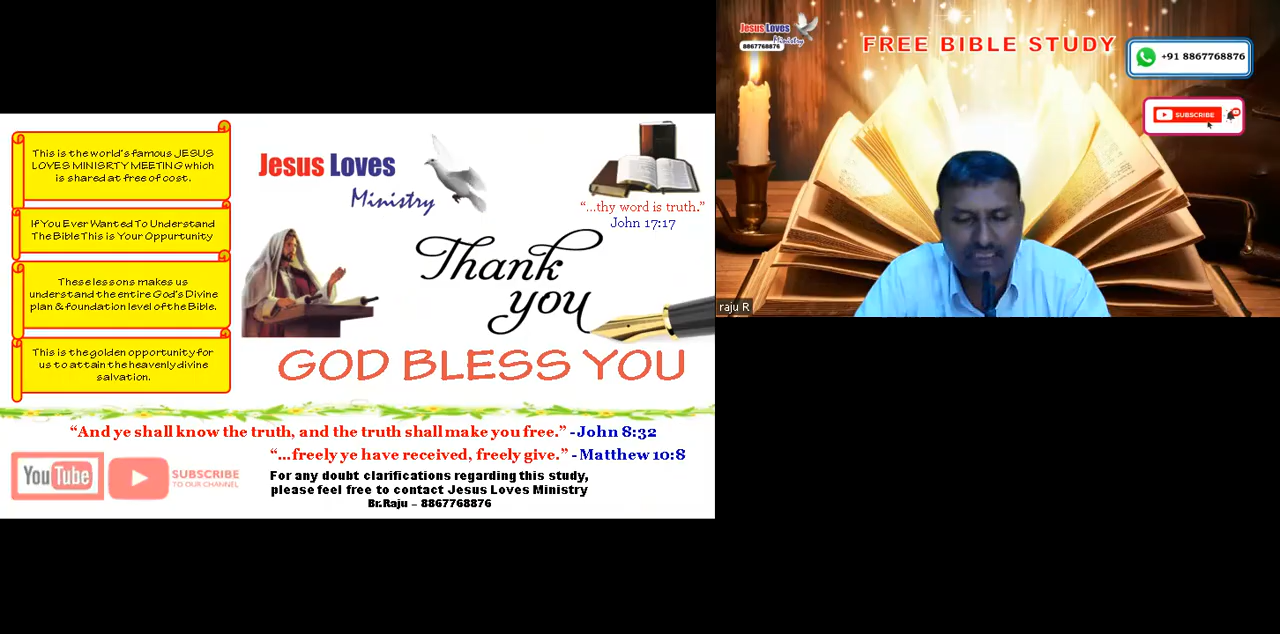 This is the world's famous JESUS
LOVES MINISRTY MEETING which
is shared at free of cost.
If You Ever Wanted To Understand
The Bible This is Your Oppurtunity
These lessons makes us
understand the entire God's Divine
plan & foundation level of the Bible.
This is the golden opportunity for
us to attain the heavenly divine
salvation.
Jesus Loves
Ministry
"...thy word is truth."
John 17:17
Thank
you
GOD BLESS YOU
"And ye shall know the truth, and the truth shall make you free." -John 8:32
"...freely ye have received, freely give." - Matthew 10:8
For any doubt clarifications regarding this study,
please feel free to contact Jesus Loves Ministry
Br.Raju – 8867768876
YouTube
SUBSCRIBE
TO OUR CHANNEL
Jesus Loves
Ministry
8867768876
FREE BIBLE STUDY
+91 8867768876
SUBSCRIBE
raju R